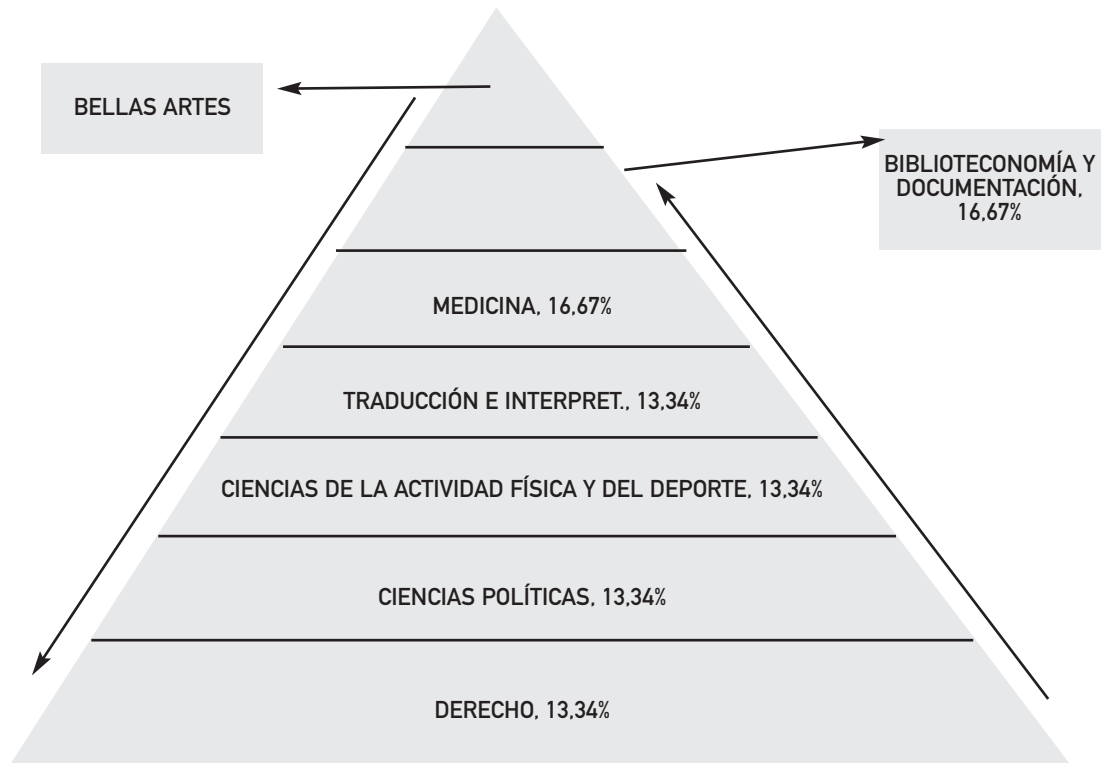 BELLAS ARTES
BIBLIOTECONOMÍA Y
DOCUMENTACIÓN,
16,67%
MEDICINA, 16,67%
TRADUCCIÓN E INTERPRET., 13,34%
CIENCIAS DE LA ACTIVIDAD FÍSICA Y DEL DEPORTE, 13,34%
CIENCIAS POLÍTICAS, 13,34%
DERECHO, 13,34%